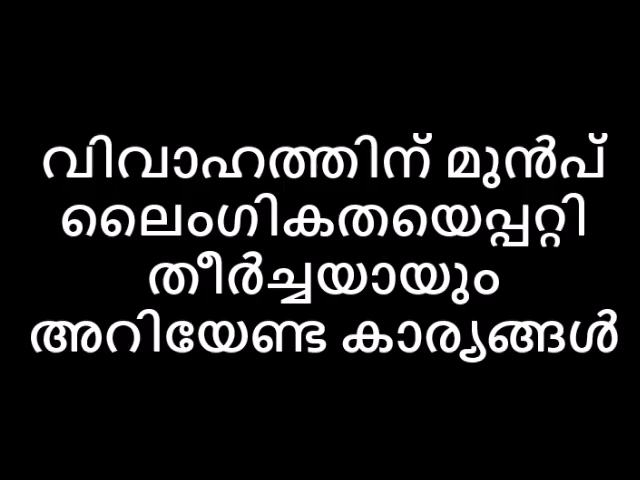 വിവാഹത്തിന് മുൻപ്
ലൈംഗികതയെപ്പറ്റി
തീർച്ചയായും
അറിയേണ്ട കാര്യങ്ങൾ